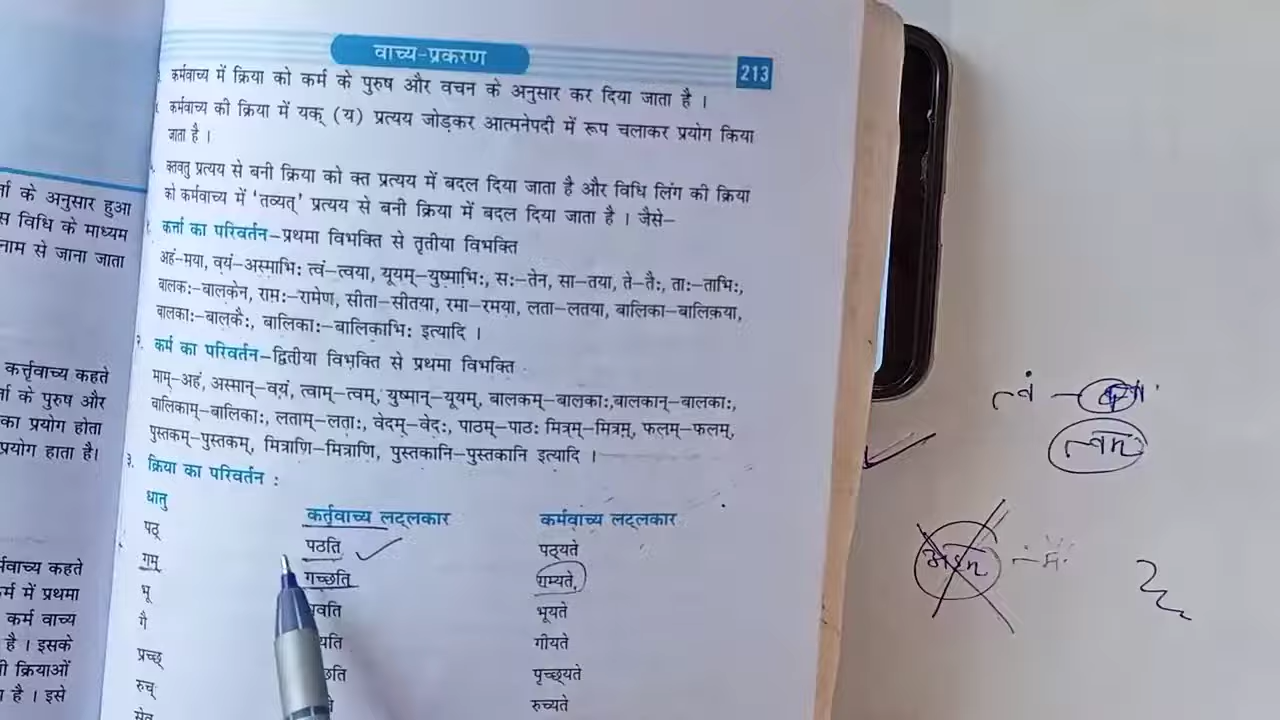 वाच्य-प्रकरण
213
कर्मवाच्य में क्रिया को कर्म के पुरुष और वचन के अनुसार कर दिया जाता है ।
कर्मवाच्य की क्रिया में यक् (य) प्रत्यय जोड़कर आत्मनेपदी में रूप चलाकर प्रयोग किया
जाता है ।
क्तवतु प्रत्यय से बनी क्रिया को क्त प्रत्यय में बदल दिया जाता है और विधि लिंग की क्रिया
को कर्मवाच्य में 'तव्यत्' प्रत्यय से बनी क्रिया में बदल दिया जाता है । जैसे–
कर्त्ता का परिवर्तन–प्रथमा विभक्ति से तृतीया विभक्ति
अहं-मया, वयं-अस्माभिः त्वं-त्वया, यूयम्-युष्माभिः, सः-तेन, सा-तया, ते-तैः, ताः-ताभिः,
बालकः-बालकेन, रामः-रामेण, सीता-सीतया, रमा-रमया, लता-लतया, बालिका-बालिकया,
बालकाः-बालकैः, बालिकाः-बालिकाभिः इत्यादि ।
कर्म का परिवर्तन–द्वितीया विभक्ति से प्रथमा विभक्ति
माम्-अहं, अस्मान्-वयं, त्वाम्-त्वम्, युष्मान्-यूयम्, बालकम्-बालकाः,बालकान्-बालकाः,
बालिकाम्-बालिकाः, लताम्-लताः, वेदम्-वेदः, पाठम्-पाठः मित्रम्-मित्रम्, फलम्-फलम्,
पुस्तकम्-पुस्तकम्, मित्राणि-मित्राणि, पुस्तकानि-पुस्तकानि इत्यादि ।
३. क्रिया का परिवर्तन :
धातु कर्तृवाच्य लट्लकार कर्मवाच्य लट्लकार
पठ् पठति पठ्यते
गम् गच्छति गम्यते
भू भूयते
गै गीयते
प्रच्छ् पृच्छ्यते
रुच् रुच्यते
र्ता के अनुसार हुआ
स विधि के माध्यम
नाम से जाना जाता
कर्तृवाच्य कहते
र्ता के पुरुष और
का प्रयोग होता
प्रयोग होता है।
र्मवाच्य कहते
कर्म में प्रथमा
कर्म वाच्य
है । इसके
ती क्रियाओं
ता है । इसे
त्वं –
त्वम्